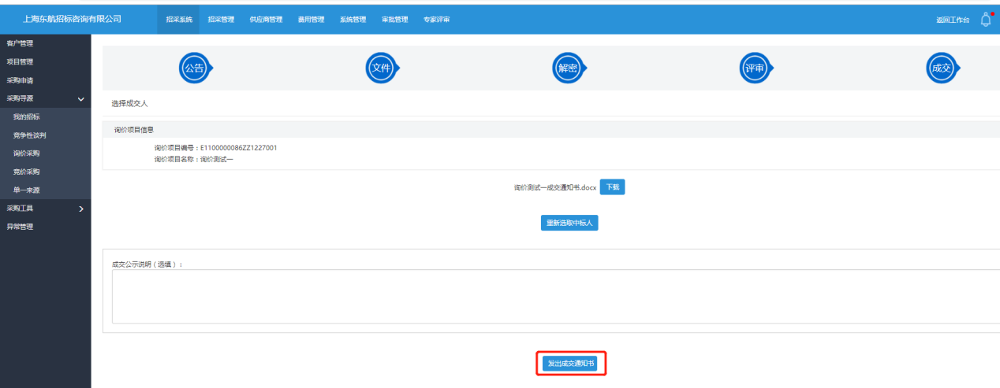 上海东航招标咨询有限公司 招采系统 招采管理 供应商管理 费用管理 系统管理 审批管理 专家评审 返回工作台
客户管理
项目管理
采购申请
采购寻源
我的招标
竞争性谈判
询价采购
竞价采购
单一来源
采购工具
异常管理
公告 文件 解密 评审 成交
选择成交人
询价项目信息
询价项目编号：E1100000086ZZ1227001
询价项目名称：询价测试一
询价测试一成交通知书.docx 下载
重新选取中标人
成交公示说明（选填）：
发出成交通知书